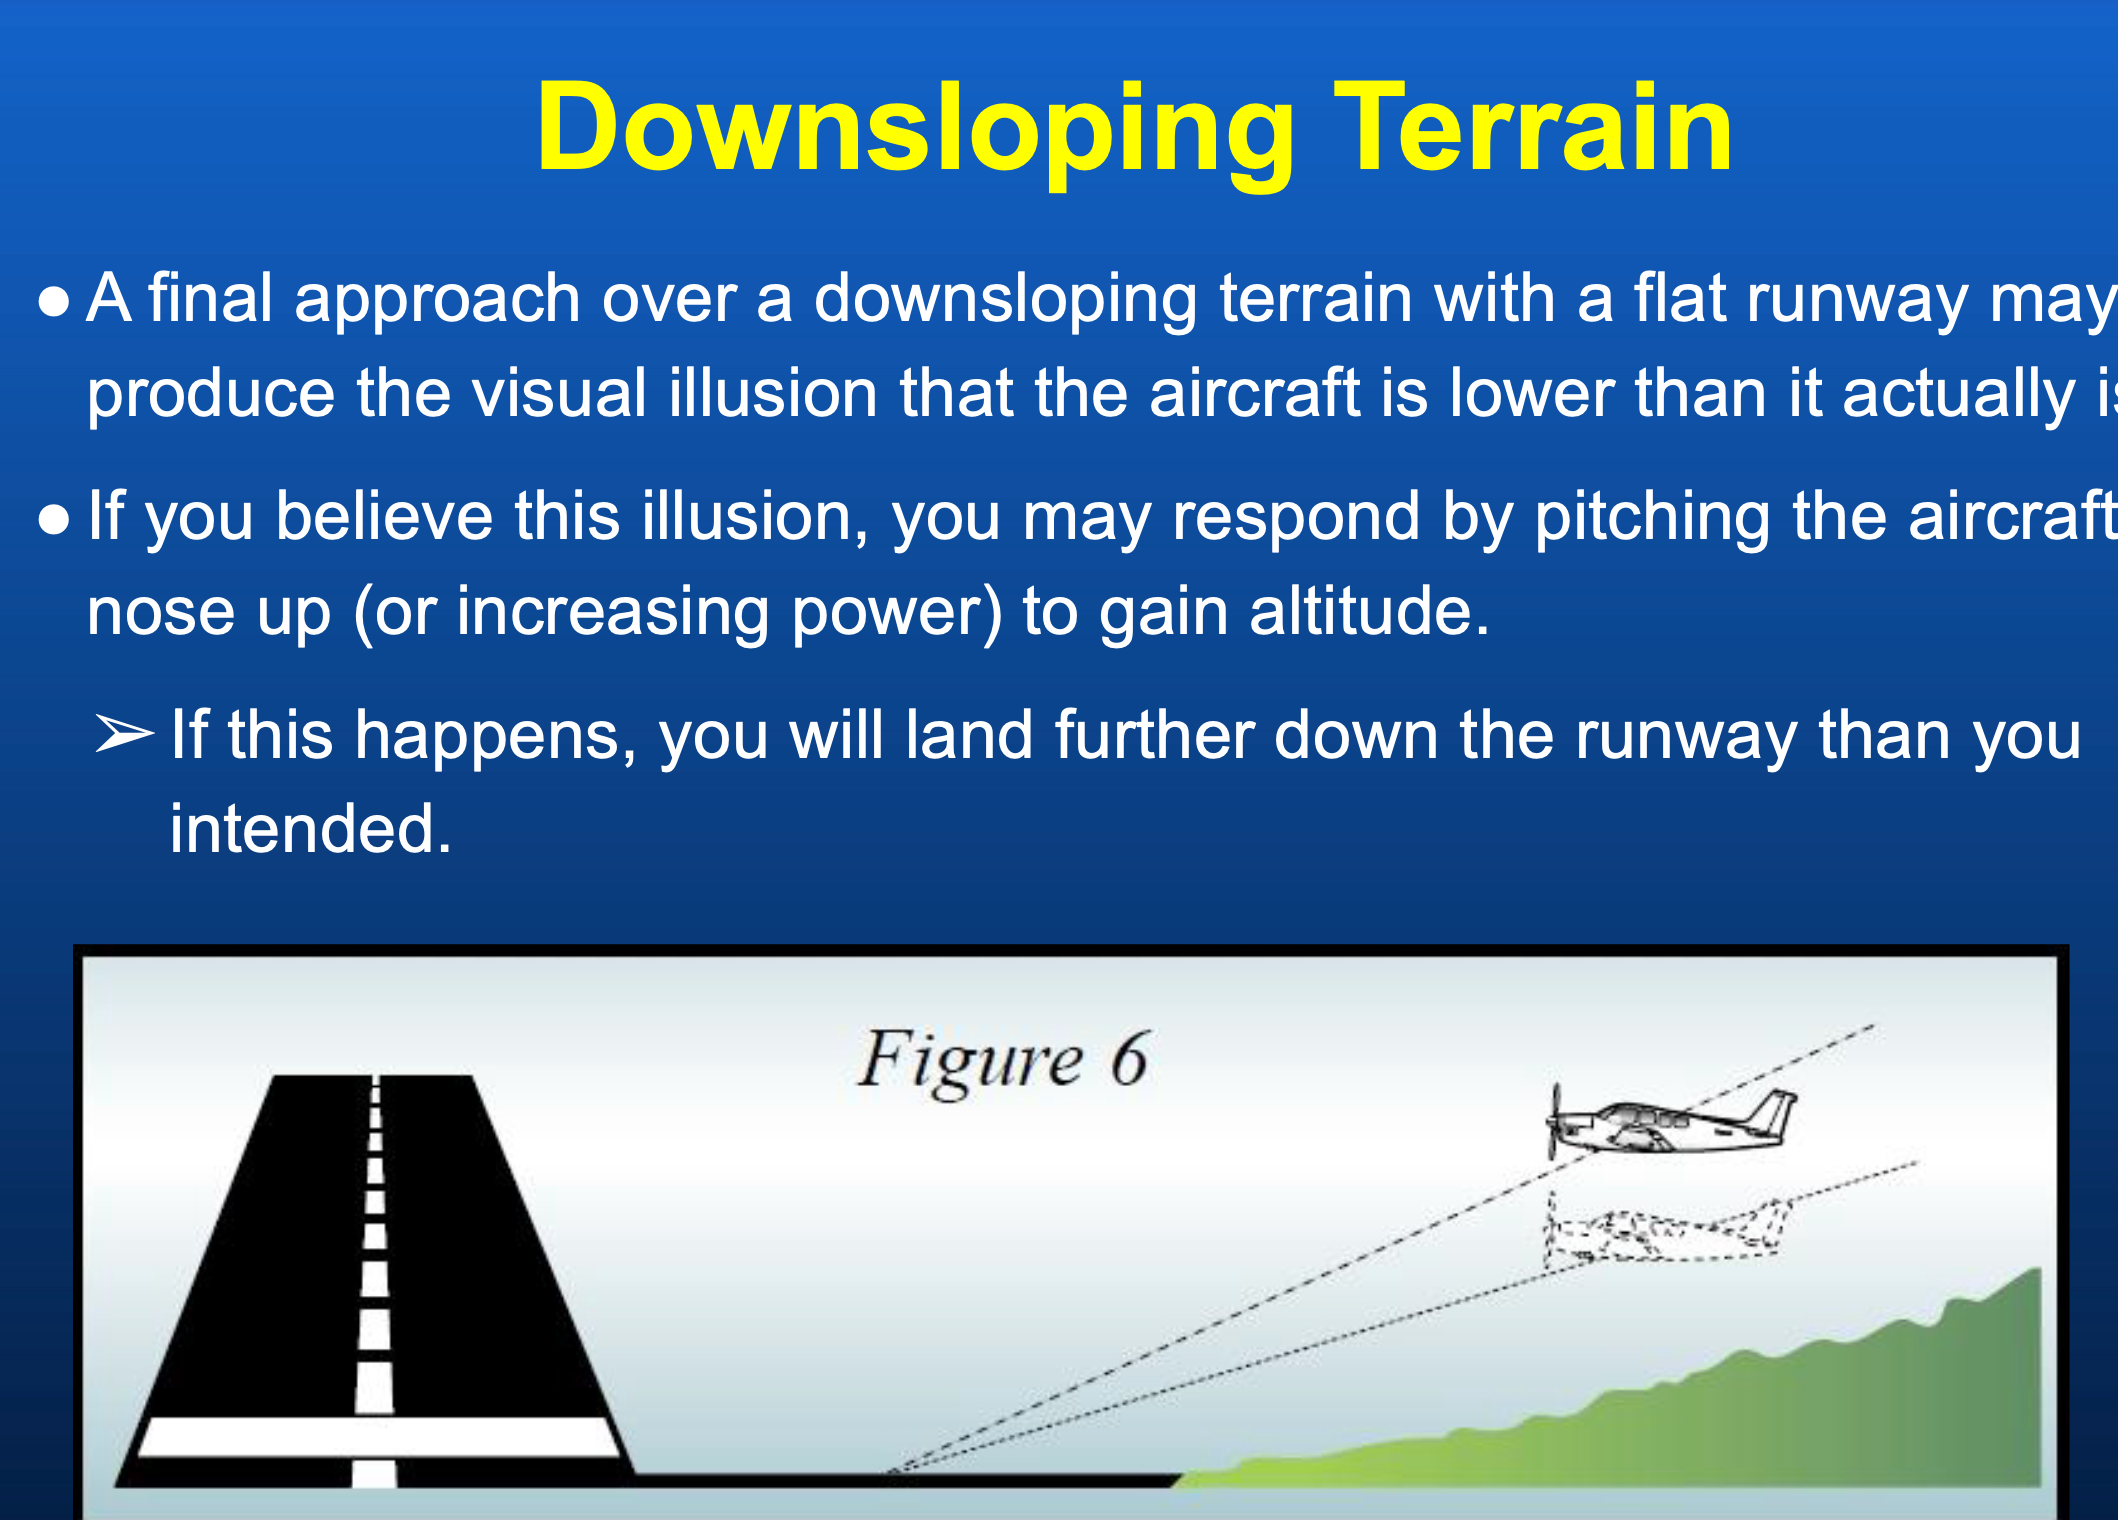 Downsloping Terrain
● A final approach over a downsloping terrain with a flat runway may
produce the visual illusion that the aircraft is lower than it actually is
● If you believe this illusion, you may respond by pitching the aircraft
nose up (or increasing power) to gain altitude.
➢ If this happens, you will land further down the runway than you
intended.
Figure 6